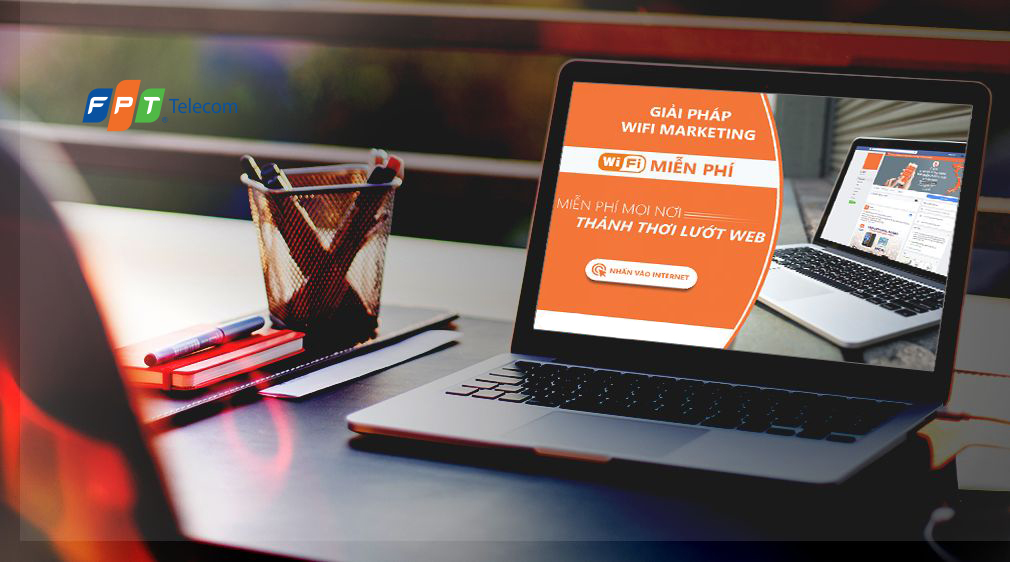 FPT Telecom
GIẢI PHÁP
WIFI MARKETING
WiFi MIỄN PHÍ
MIỄN PHÍ MỌI NƠI
THẢNH THƠI LƯỚT WEB
NHẤN VÀO INTERNET